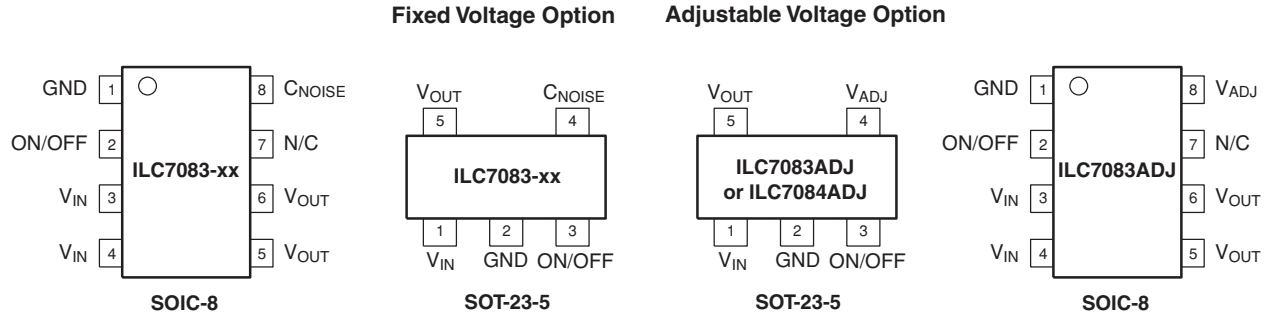 Fixed Voltage Option
Adjustable Voltage Option
GND 1
ON/OFF 2
VIN 3
VIN 4
ILC7083-xx
8 CNOISE
7 N/C
6 VOUT
5 VOUT
SOIC-8
VOUT CNOISE
5 4
ILC7083-xx
1 2 3
VIN GND ON/OFF
SOT-23-5
VOUT VADJ
5 4
ILC7083ADJ
or ILC7084ADJ
1 2 3
VIN GND ON/OFF
SOT-23-5
GND 1
ON/OFF 2
VIN 3
VIN 4
ILC7083ADJ
8 VADJ
7 N/C
6 VOUT
5 VOUT
SOIC-8